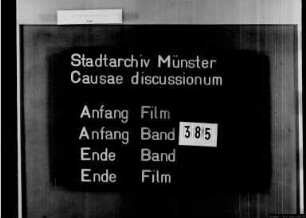 Stadtarchiv Münster
Causae discussionum
Anfang Film
Anfang Band 385
Ende Band
Ende Film